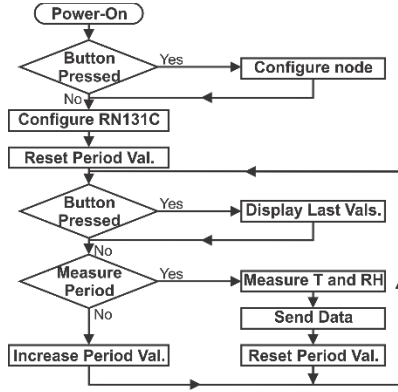 Power-On
Button
Pressed
Yes
Configure node
No
Configure RN131C
Reset Period Val.
Button
Pressed
Yes
Display Last Vals.
No
Measure
Period
Yes
Measure T and RH
No
Send Data
Increase Period Val.
Reset Period Val.